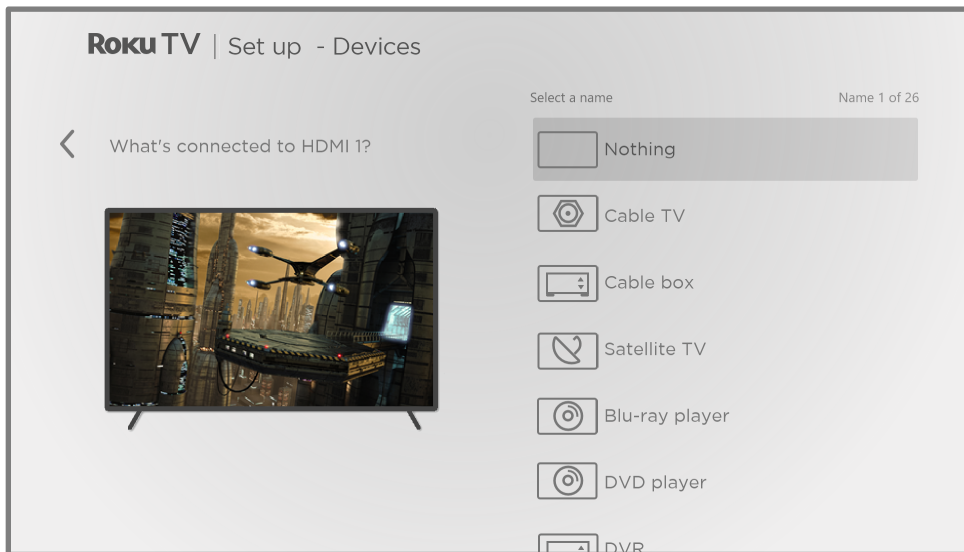 Roku TV | Set up - Devices
Select a name
Name 1 of 26
What's connected to HDMI 1?
Nothing
Cable TV
Cable box
Satellite TV
Blu-ray player
DVD player
DVR